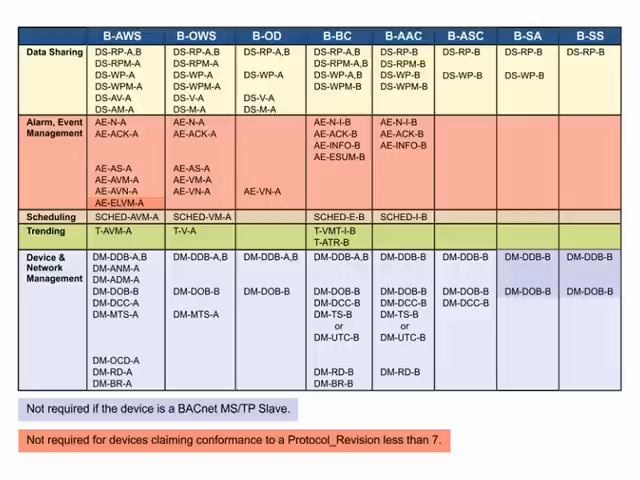 B-AWS B-OWS B-OD B-BC B-AAC B-ASC B-SA B-SS
Data Sharing DS-RP-A,B DS-RP-A,B DS-RP-A,B DS-RP-A,B DS-RP-B DS-RP-B DS-RP-B DS-RP-B
DS-RPM-A DS-RPM-A DS-RPM-A,B DS-RPM-B
DS-WP-A DS-WP-A DS-WP-A DS-WP-A,B DS-WP-B DS-WP-B DS-WP-B
DS-WPM-A DS-WPM-A DS-WPM-B DS-WPM-B
DS-AV-A DS-V-A DS-V-A
DS-AM-A DS-M-A DS-M-A
Alarm, Event AE-N-A AE-N-A AE-N-I-B AE-N-I-B
Management AE-ACK-A AE-ACK-A AE-ACK-B AE-ACK-B
AE-INFO-B AE-INFO-B
AE-ESUM-B
AE-AS-A AE-AS-A
AE-AVM-A AE-VM-A
AE-AVN-A AE-VN-A AE-VN-A
AE-ELVM-A
Scheduling SCHED-AVM-A SCHED-VM-A SCHED-E-B SCHED-I-B
Trending T-AVM-A T-V-A T-VMT-I-B
T-ATR-B
Device & DM-DDB-A,B DM-DDB-A,B DM-DDB-A,B DM-DDB-A,B DM-DDB-B DM-DDB-B DM-DDB-B DM-DDB-B
Network DM-ANM-A
Management DM-ADM-A
DM-DOB-B DM-DOB-B DM-DOB-B DM-DOB-B DM-DOB-B DM-DOB-B DM-DOB-B DM-DOB-B
DM-DCC-A DM-DCC-B DM-DCC-B DM-DCC-B
DM-MTS-A DM-MTS-A DM-TS-B DM-TS-B
or or
DM-UTC-B DM-UTC-B
DM-OCD-A
DM-RD-A DM-RD-B DM-RD-B
DM-BR-A DM-BR-B
Not required if the device is a BACnet MS/TP Slave.
Not required for devices claiming conformance to a Protocol_Revision less than 7.